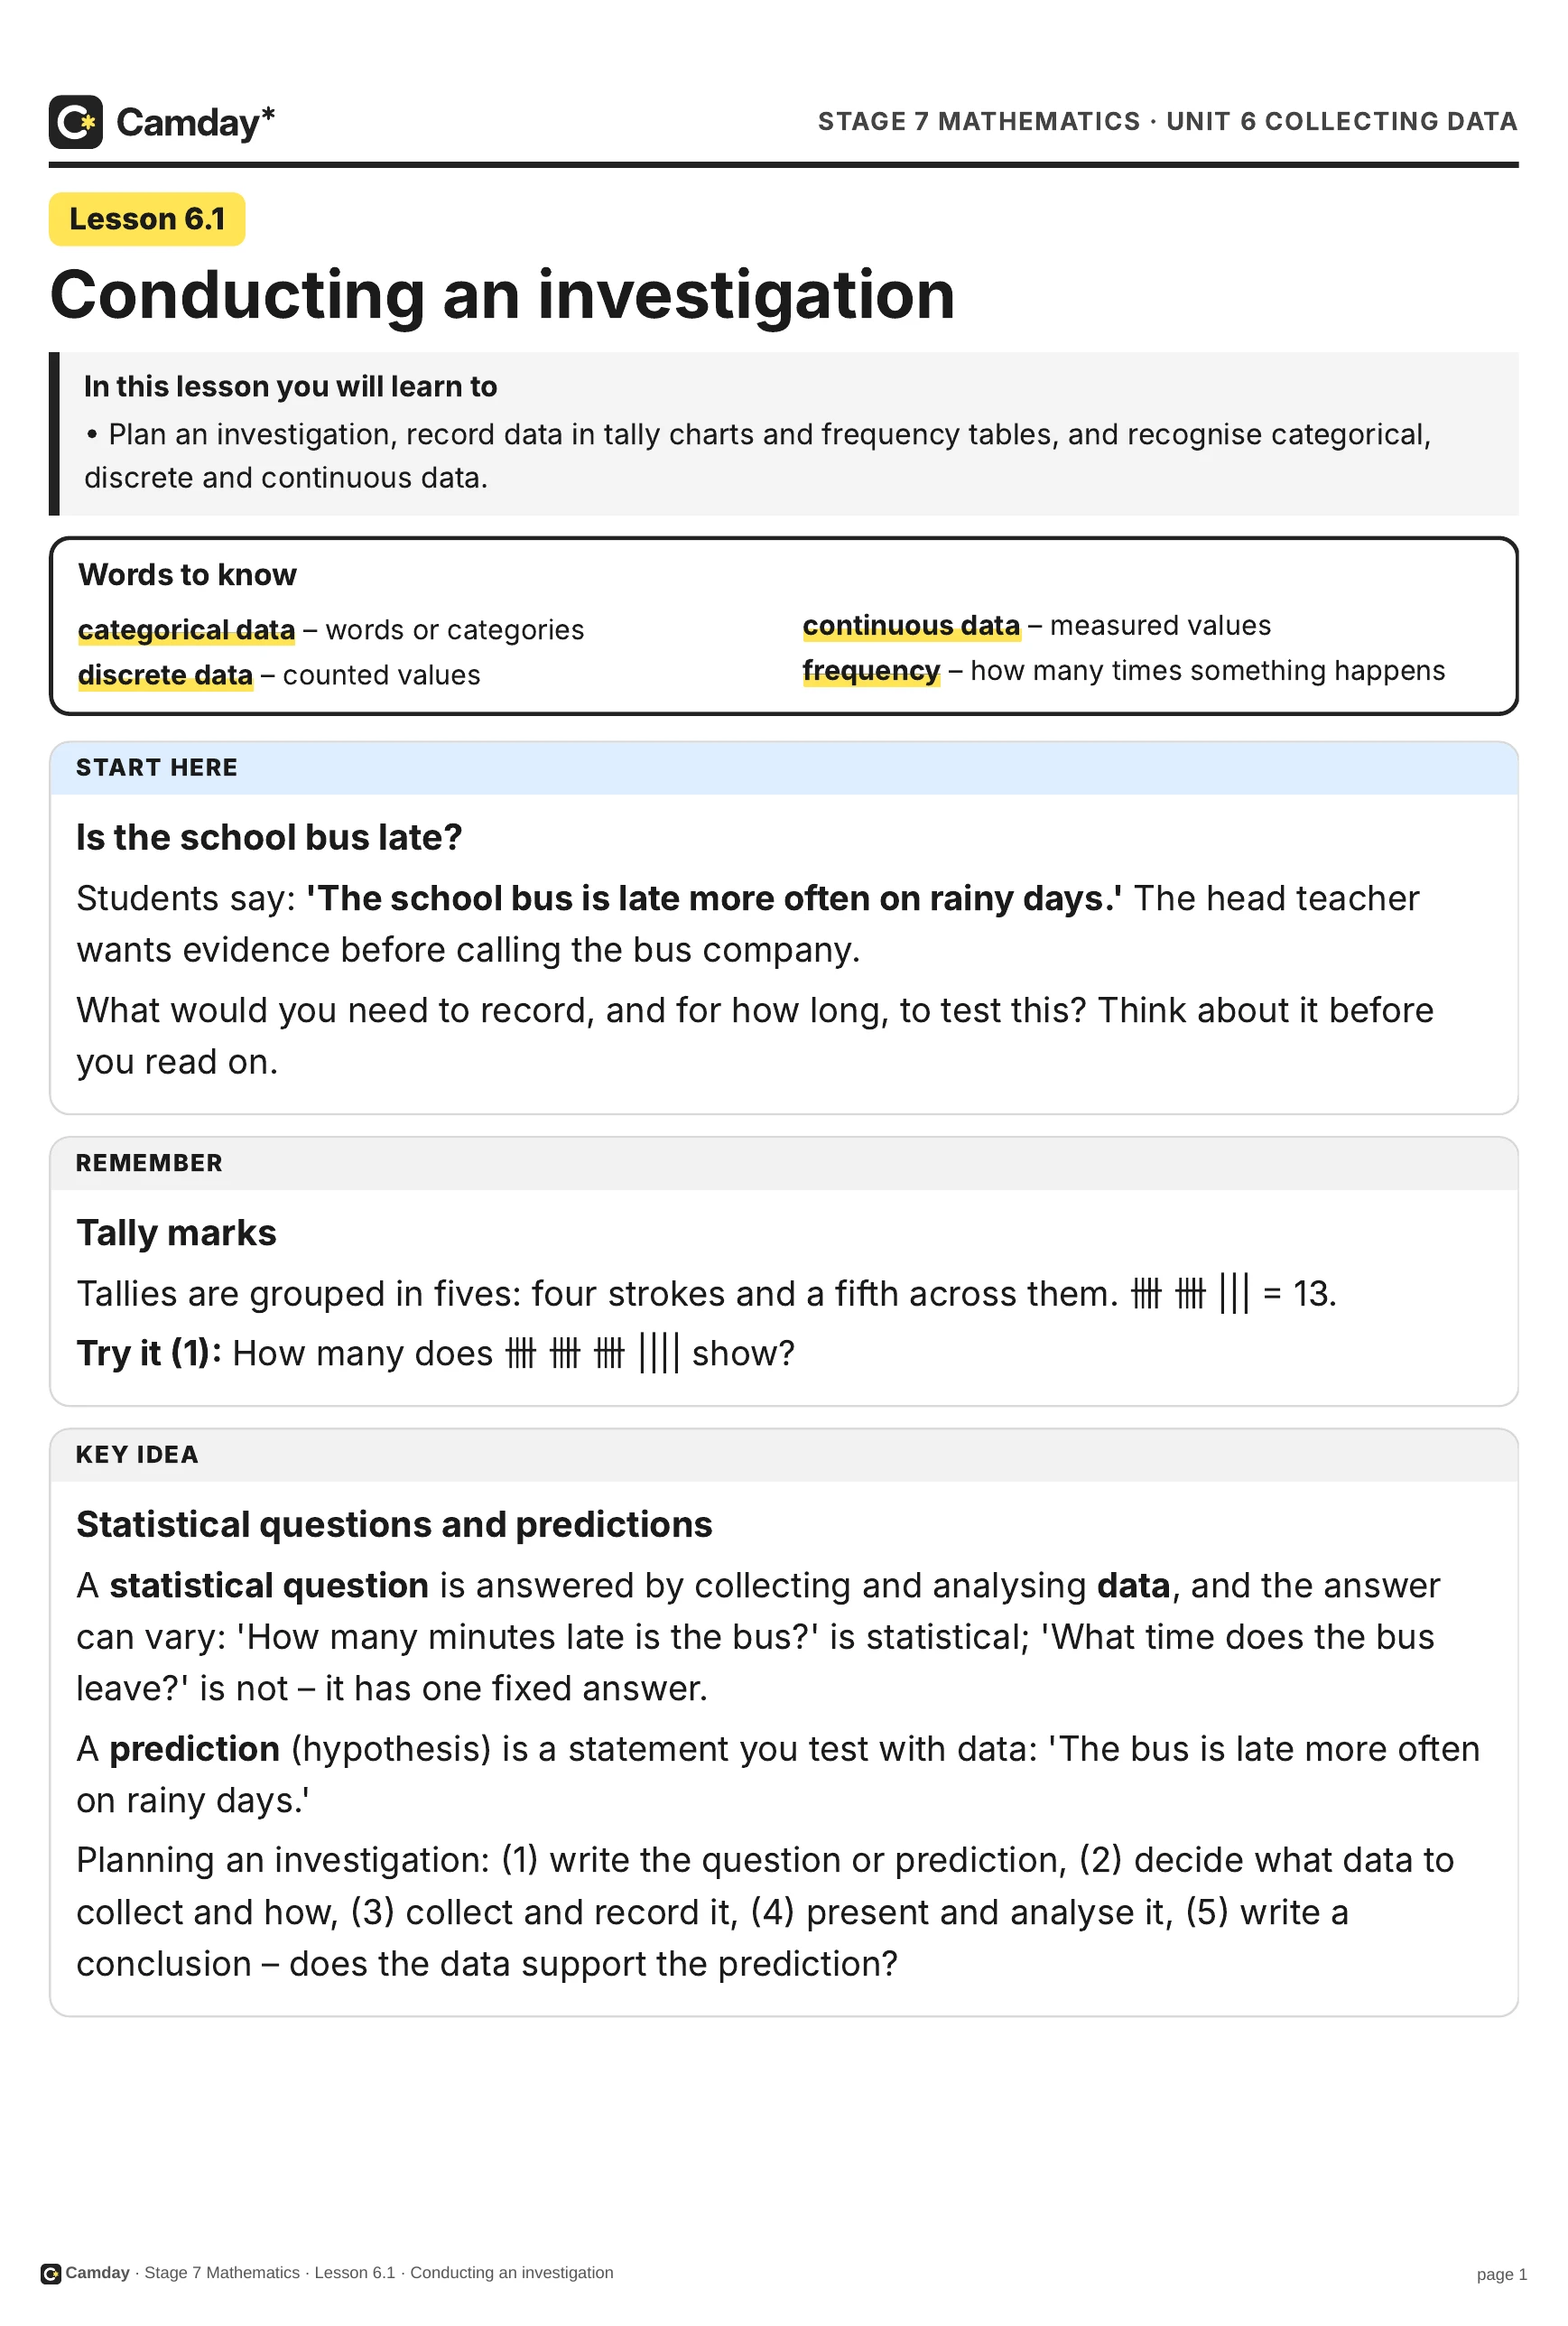 Camday*
STAGE 7 MATHEMATICS · UNIT 6 COLLECTING DATA
Lesson 6.1
Conducting an investigation
In this lesson you will learn to
• Plan an investigation, record data in tally charts and frequency tables, and recognise categorical,
discrete and continuous data.
Words to know
categorical data – words or categories
discrete data – counted values
continuous data – measured values
frequency – how many times something happens
START HERE
Is the school bus late?
Students say: 'The school bus is late more often on rainy days.' The head teacher
wants evidence before calling the bus company.
What would you need to record, and for how long, to test this? Think about it before
you read on.
REMEMBER
Tally marks
Tallies are grouped in fives: four strokes and a fifth across them. 卌 卌 ||| = 13.
Try it (1): How many does 卌 卌 卌 |||| show?
KEY IDEA
Statistical questions and predictions
A statistical question is answered by collecting and analysing data, and the answer
can vary: 'How many minutes late is the bus?' is statistical; 'What time does the bus
leave?' is not – it has one fixed answer.
A prediction (hypothesis) is a statement you test with data: 'The bus is late more often
on rainy days.'
Planning an investigation: (1) write the question or prediction, (2) decide what data to
collect and how, (3) collect and record it, (4) present and analyse it, (5) write a
conclusion – does the data support the prediction?
Camday · Stage 7 Mathematics · Lesson 6.1 · Conducting an investigation
page 1